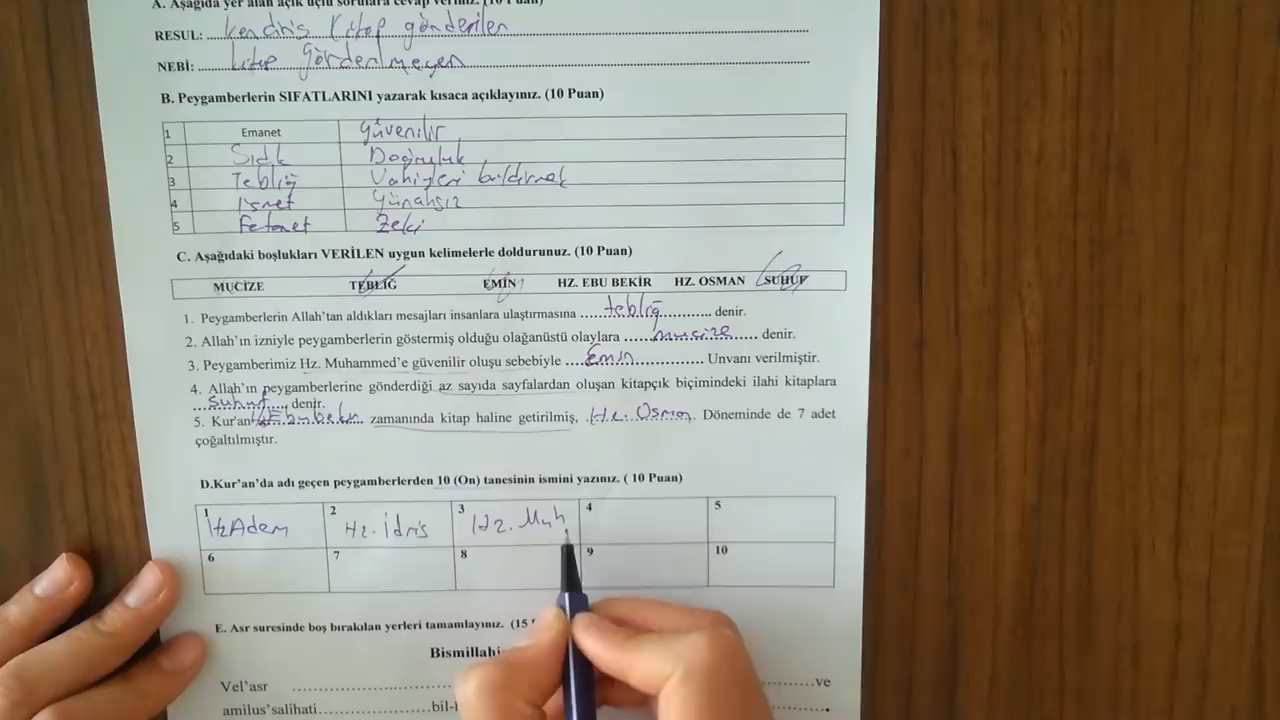 A. Aşağıda yer alan açık uçlu sorulara cevap veriniz. (10 Puan)
RESUL: kendris Kitap gönderilen
NEBİ: kitap gönderilmeyen
B. Peygamberlerin SIFATLARINI yazarak kısaca açıklayınız. (10 Puan)
1 Emanet güvenilir
2 Sıdk Doğruluk
3 Tebliğ Vahiyleri bildirmek
4 İsmet günahsız
5 Fetanet Zeki
C. Aşağıdaki boşlukları VERİLEN uygun kelimelerle doldurunuz. (10 Puan)
MUCİZE TEBLİĞ EMİN HZ. EBU BEKİR HZ. OSMAN SUHUF
1. Peygamberlerin Allah'tan aldıkları mesajları insanlara ulaştırmasına ......tebliğ............ denir.
2. Allah'ın izniyle peygamberlerin göstermiş olduğu olağanüstü olaylara ......mucize...... denir.
3. Peygamberimiz Hz. Muhammed'e güvenilir oluşu sebebiyle ....Emin................ Unvanı verilmiştir.
4. Allah'ın peygamberlerine gönderdiği az sayıda sayfalardan oluşan kitapçık biçimindeki ilahi kitaplara
...Suhuf..... denir.
5. Kur'an Ebubekir... zamanında kitap haline getirilmiş, .Hz. Osman. Döneminde de 7 adet
çoğaltılmıştır.
D.Kur'an'da adı geçen peygamberlerden 10 (On) tanesinin ismini yazınız. ( 10 Puan)
1 Hz Adem 2 Hz. İdris 3 Hz. Muh 4 5
6 7 8 9 10
E. Asr suresinde boş bırakılan yerleri tamamlayınız. (15
Bismillahi
Vel'asr ............................ ......ve
amilus'salihati..................bil-